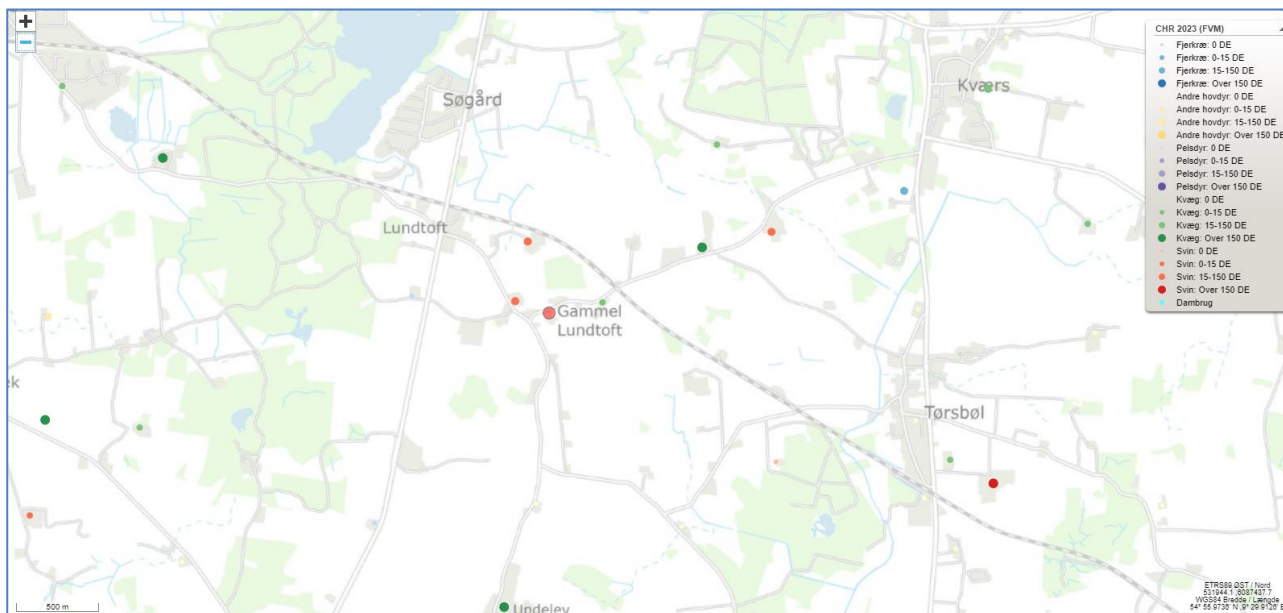 +
−
CHR 2023 (FVM)
Fjerkræ: 0 DE
Fjerkræ: 0-15 DE
Fjerkræ: 15-150 DE
Fjerkræ: Over 150 DE
Andre hovdyr: 0 DE
Andre hovdyr: 0-15 DE
Andre hovdyr: 15-150 DE
Andre hovdyr: Over 150 DE
Pelsdyr: 0 DE
Pelsdyr: 0-15 DE
Pelsdyr: 15-150 DE
Pelsdyr: Over 150 DE
Kvæg: 0 DE
Kvæg: 0-15 DE
Kvæg: 15-150 DE
Kvæg: Over 150 DE
Svin: 0 DE
Svin: 0-15 DE
Svin: 15-150 DE
Svin: Over 150 DE
Dambrug
Søgård
Kværs
Lundtoft
Gammel
Lundtoft
ek
Tørsbøl
Undelev
500 m
ETRS89 ØST / Nord
WGS84 Bredde / Længde